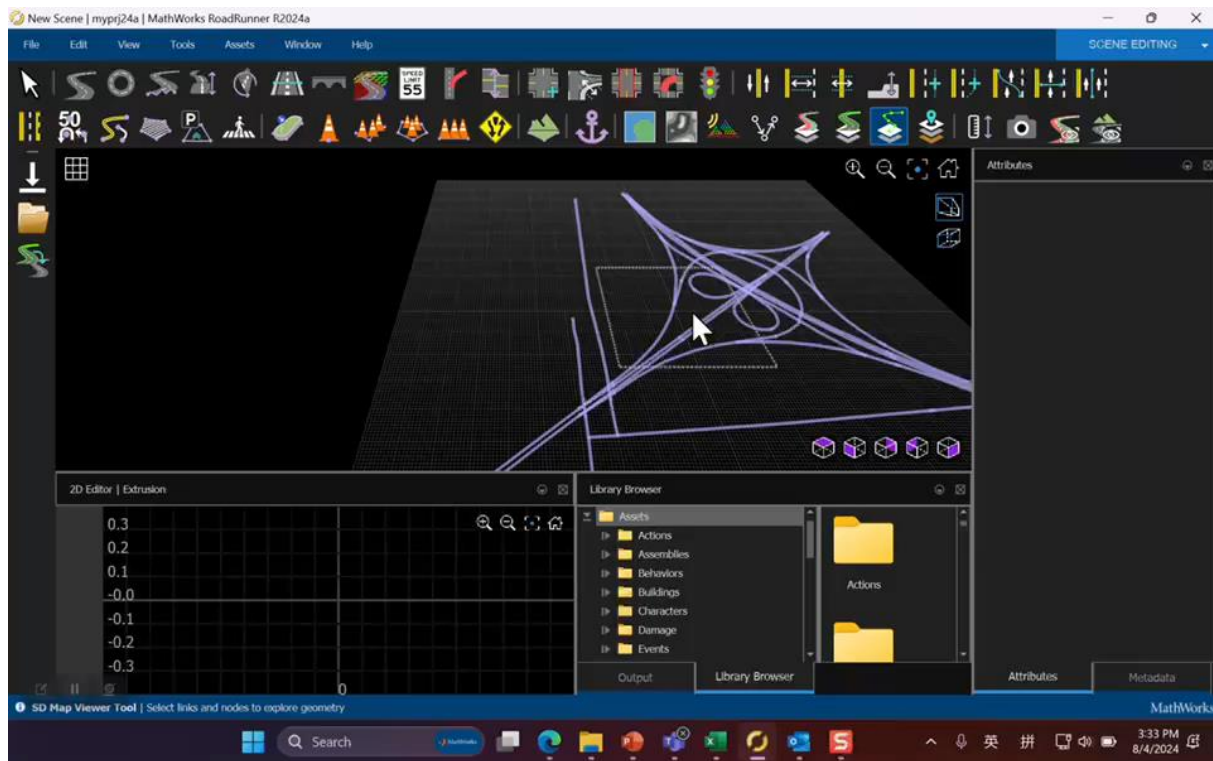 New Scene | myprj24a | MathWorks RoadRunner R2024a
File Edit View Tools Assets Window Help
SCENE EDITING
SPEED LIMIT 55
50
P
Attributes
2D Editor | Extrusion
Library Browser
0.3
0.2
0.1
-0.0
-0.1
-0.2
-0.3
0
Assets
Actions
Assemblies
Behaviors
Buildings
Characters
Damage
Events
Actions
Output
Library Browser
Attributes
Metadata
SD Map Viewer Tool | Select links and nodes to explore geometry
MathWorks
Search
英
拼
3:33 PM
8/4/2024